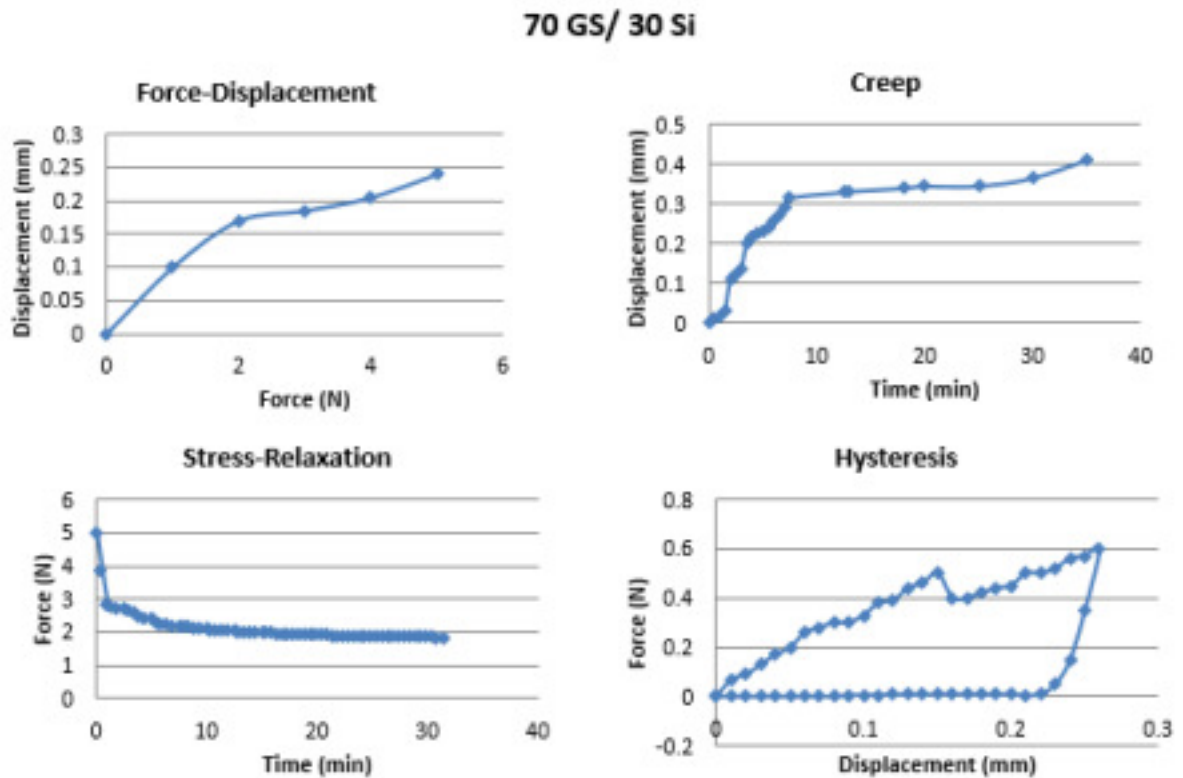 70 GS/ 30 Si
Force-Displacement
Displacement (mm)
0.3
0.25
0.2
0.15
0.1
0.05
0
0 2 4 6
Force (N)
Creep
Displacement (mm)
0.5
0.4
0.3
0.2
0.1
0
0 10 20 30 40
Time (min)
Stress-Relaxation
Force (N)
6
5
4
3
2
1
0
0 10 20 30 40
Time (min)
Hysteresis
Force (N)
0.8
0.6
0.4
0.2
0
-0.2
0 0.1 0.2 0.3
Displacement (mm)